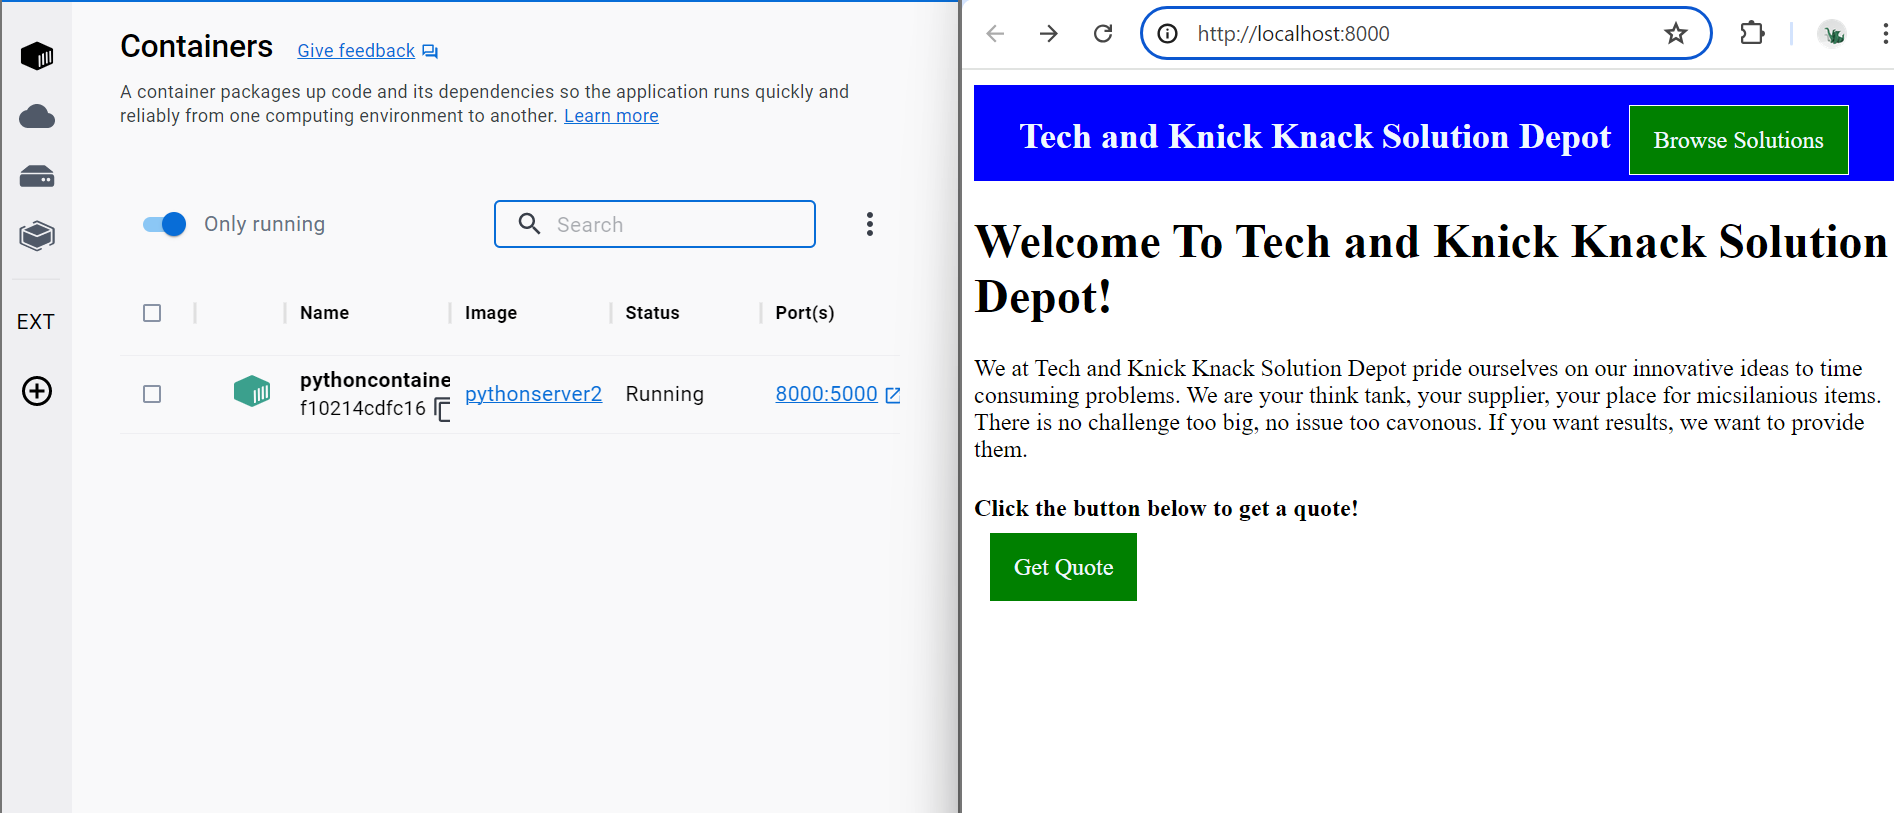 Containers Give feedback
A container packages up code and its dependencies so the application runs quickly and
reliably from one computing environment to another. Learn more
Only running
Search
EXT
Name Image Status Port(s)
pythoncontaine
f10214cdfc16
pythonserver2 Running 8000:5000
http://localhost:8000
Tech and Knick Knack Solution Depot Browse Solutions
Welcome To Tech and Knick Knack Solution
Depot!
We at Tech and Knick Knack Solution Depot pride ourselves on our innovative ideas to time
consuming problems. We are your think tank, your supplier, your place for micsilanious items.
There is no challenge too big, no issue too cavonous. If you want results, we want to provide
them.
Click the button below to get a quote!
Get Quote